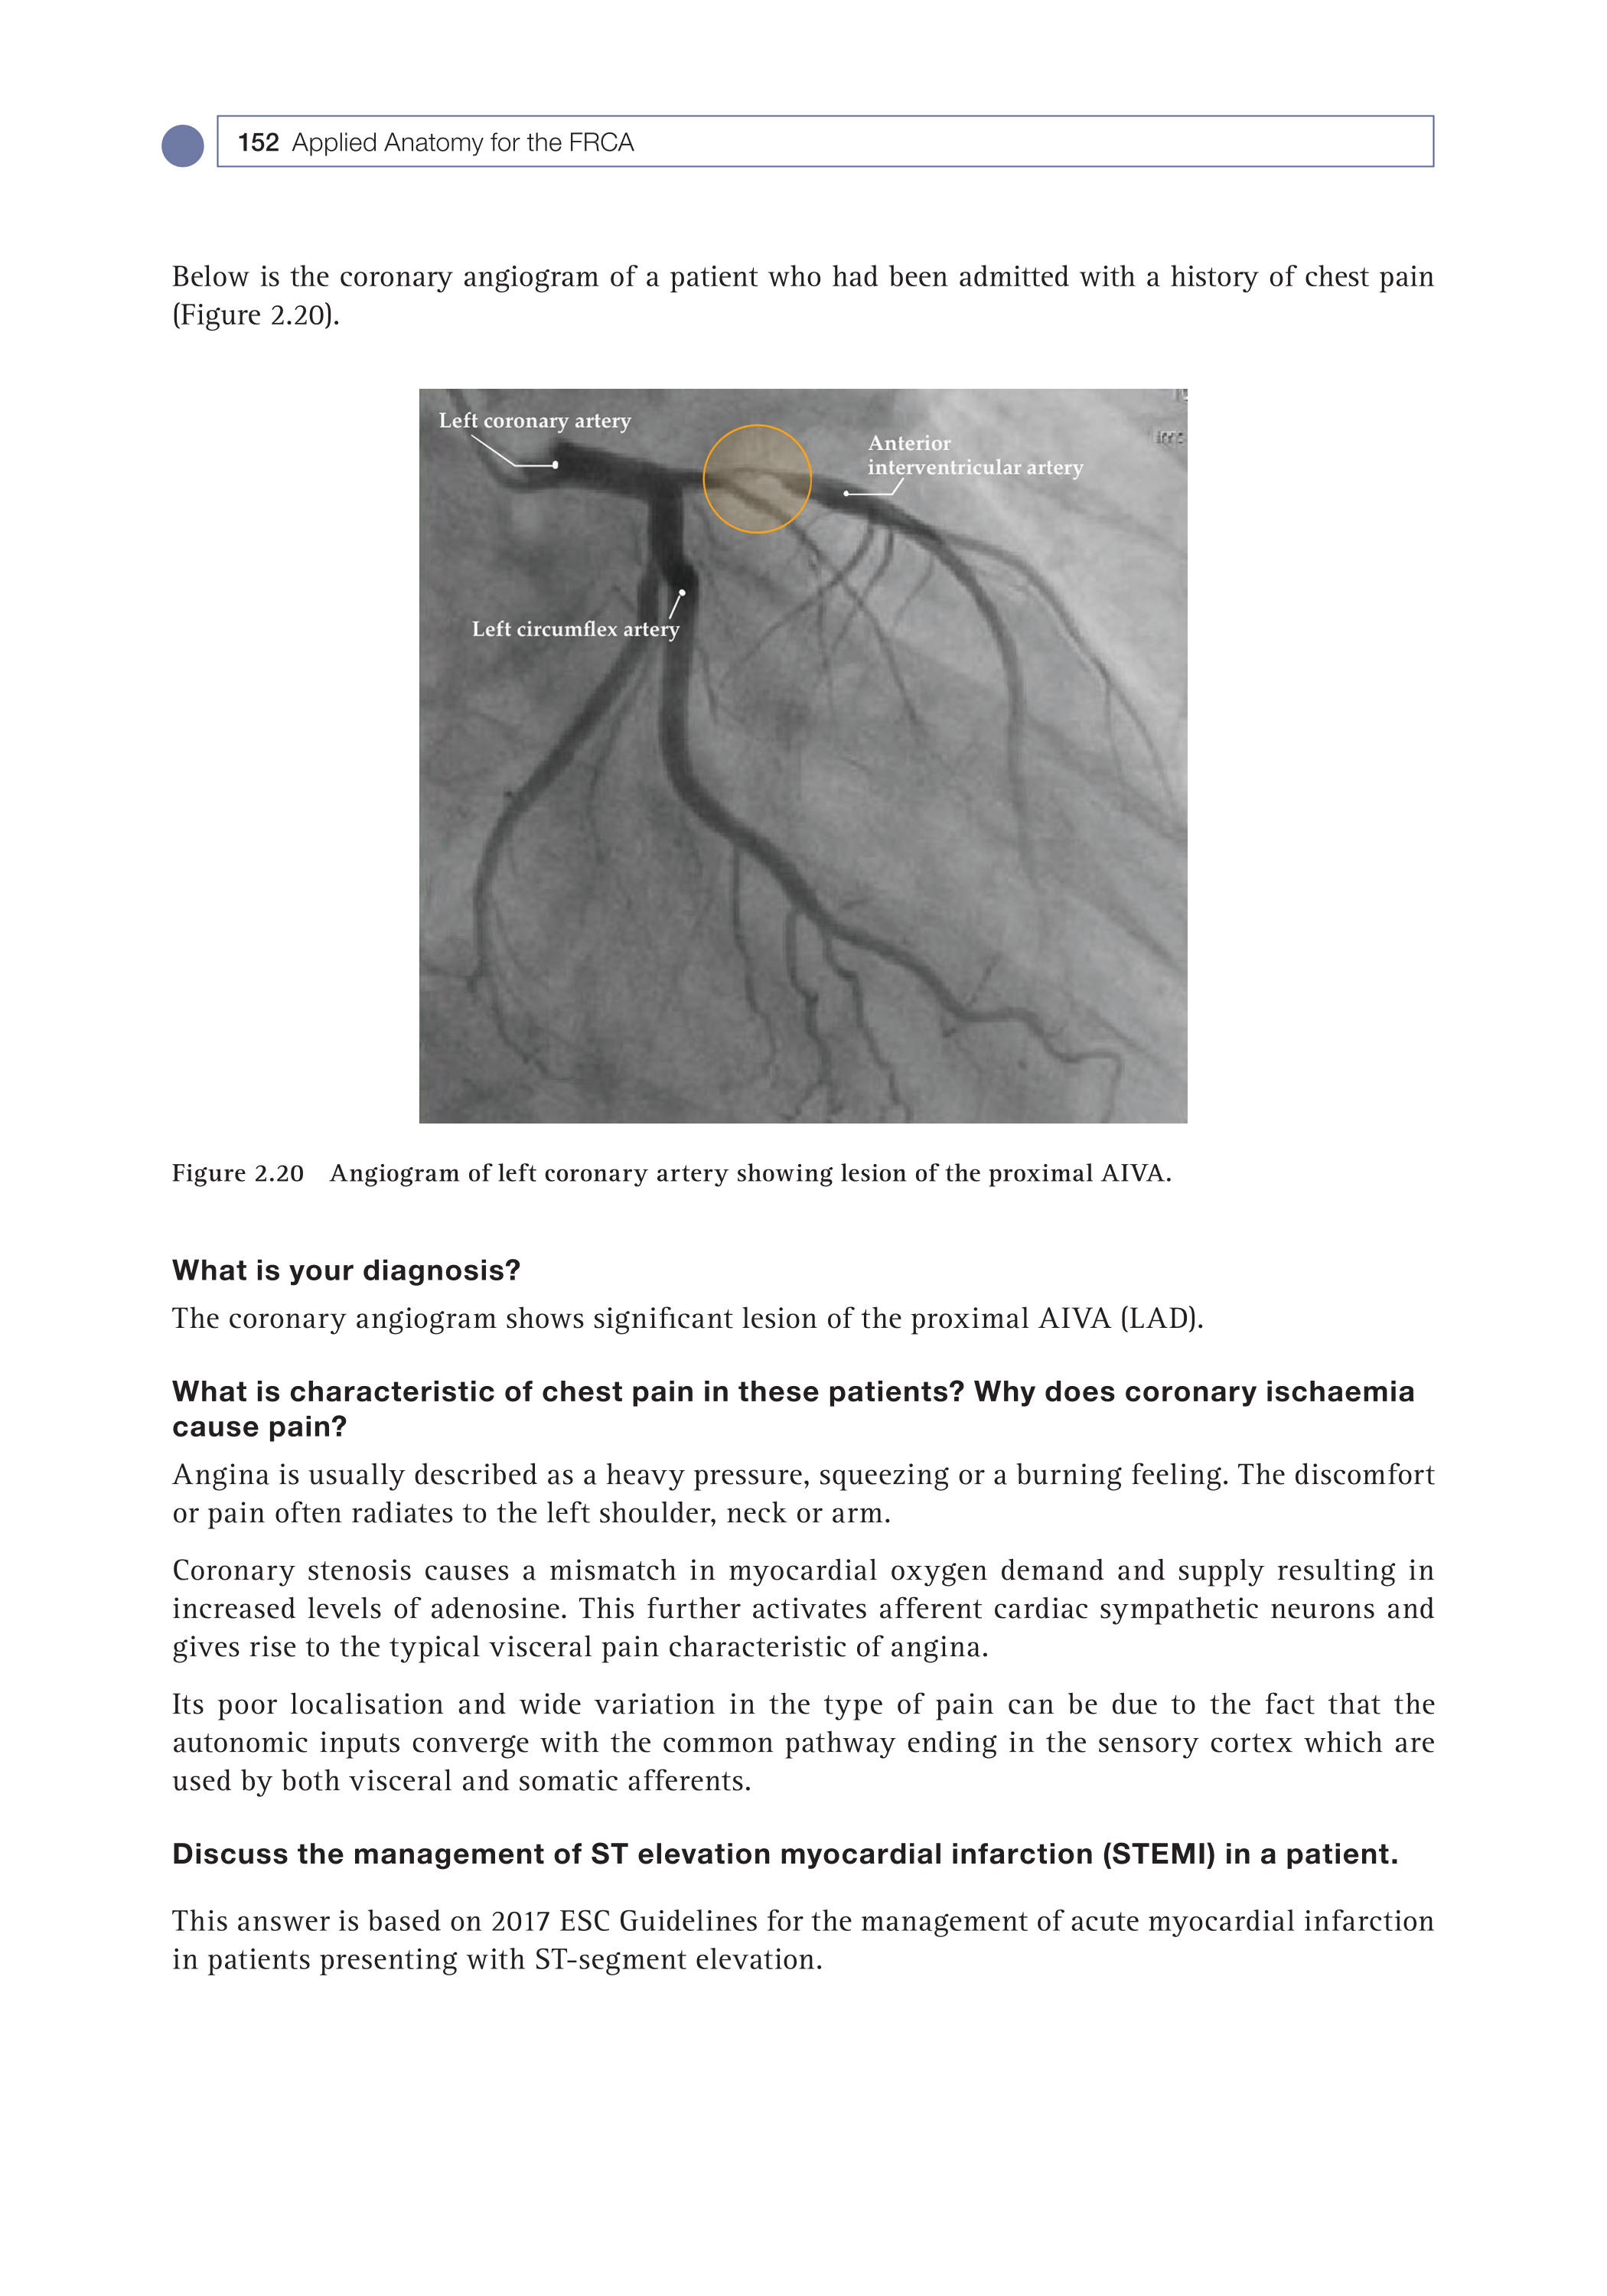 152 Applied Anatomy for the FRCA
Below is the coronary angiogram of a patient who had been admitted with a history of chest pain
(Figure 2.20).
Left coronary artery
Anterior
interventricular artery
Left circumflex artery
Figure 2.20 Angiogram of left coronary artery showing lesion of the proximal AIVA.
What is your diagnosis?
The coronary angiogram shows significant lesion of the proximal AIVA (LAD).
What is characteristic of chest pain in these patients? Why does coronary ischaemia
cause pain?
Angina is usually described as a heavy pressure, squeezing or a burning feeling. The discomfort
or pain often radiates to the left shoulder, neck or arm.
Coronary stenosis causes a mismatch in myocardial oxygen demand and supply resulting in
increased levels of adenosine. This further activates afferent cardiac sympathetic neurons and
gives rise to the typical visceral pain characteristic of angina.
Its poor localisation and wide variation in the type of pain can be due to the fact that the
autonomic inputs converge with the common pathway ending in the sensory cortex which are
used by both visceral and somatic afferents.
Discuss the management of ST elevation myocardial infarction (STEMI) in a patient.
This answer is based on 2017 ESC Guidelines for the management of acute myocardial infarction
in patients presenting with ST-segment elevation.